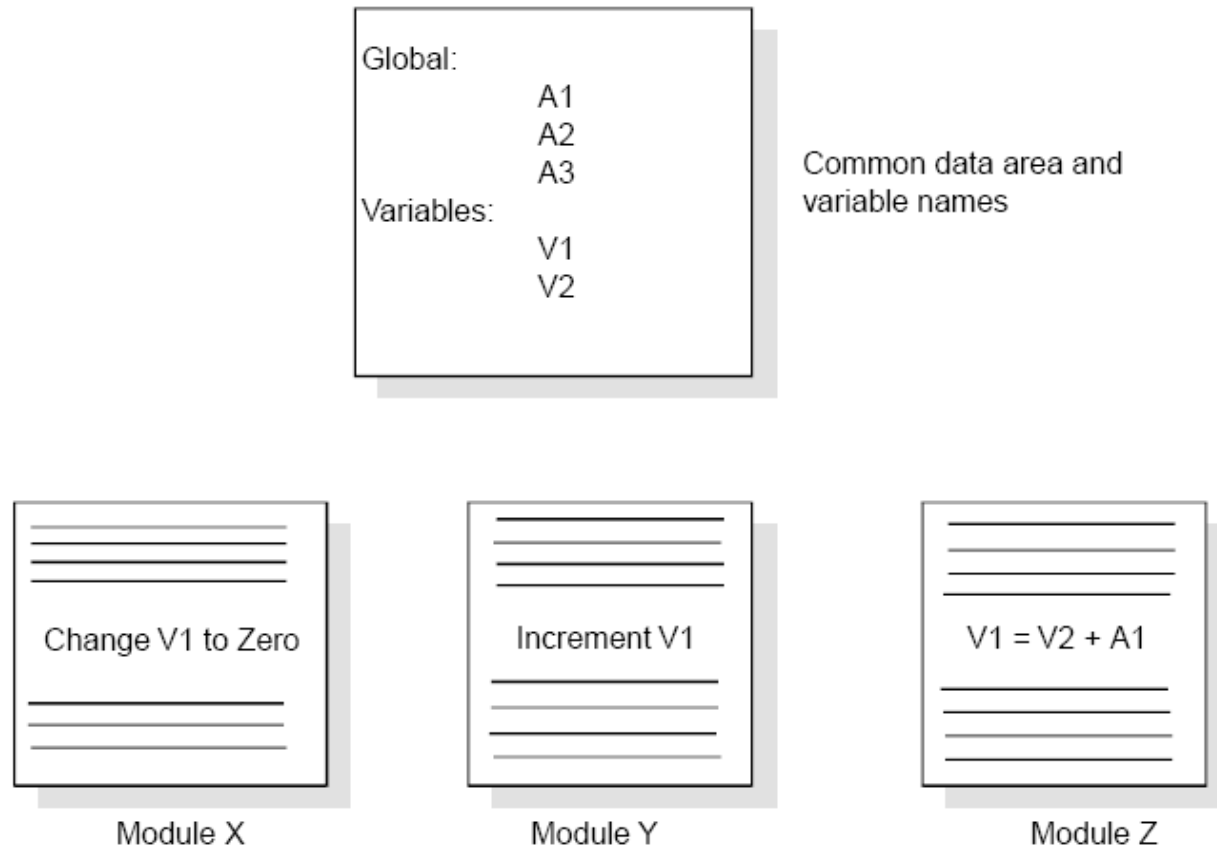 Global:
A1
A2
A3
Variables:
V1
V2
Common data area and
variable names
Change V1 to Zero
Increment V1
V1 = V2 + A1
Module X
Module Y
Module Z